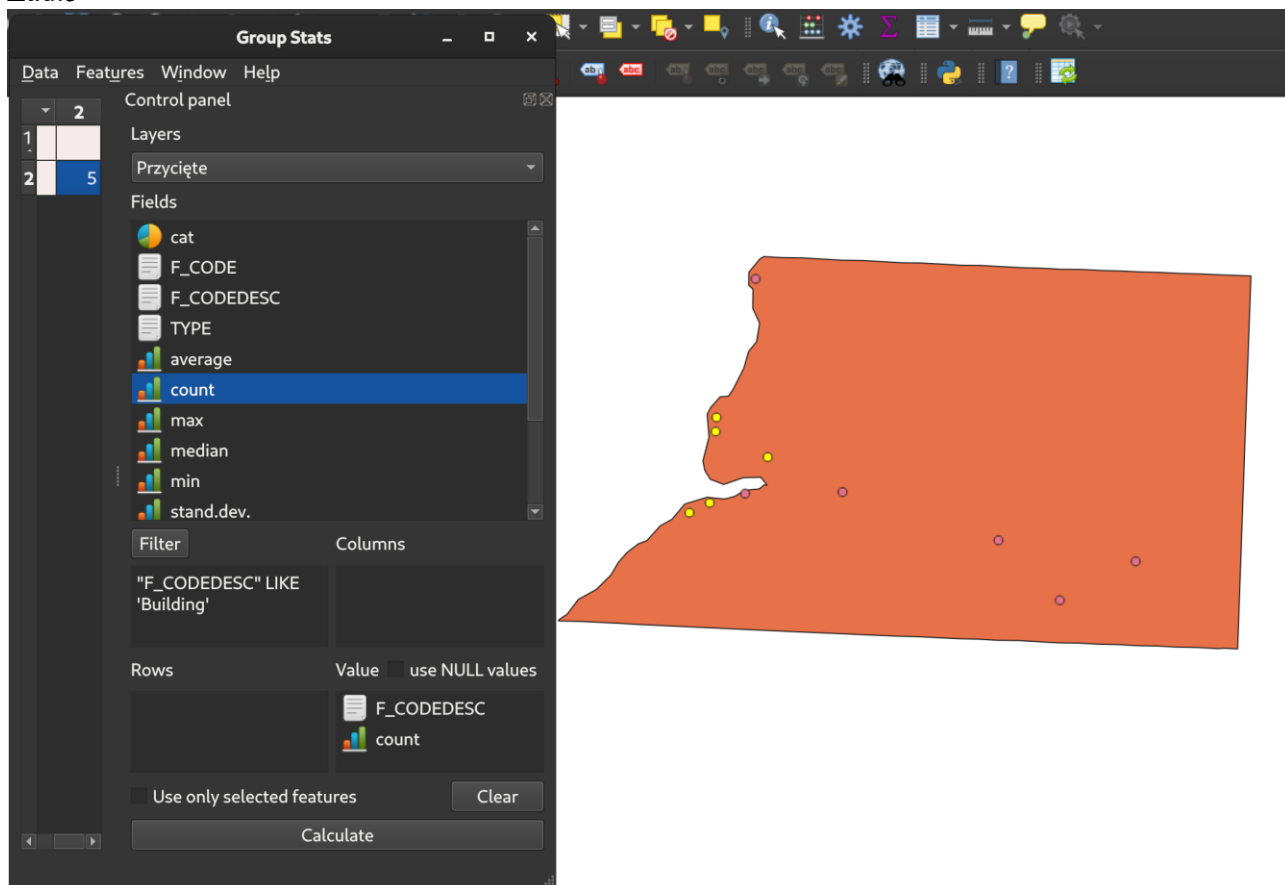 Group Stats
Data Features Window Help
2
Control panel
1
2 5
Layers
Przycięte
Fields
cat
F_CODE
F_CODEDESC
TYPE
average
count
max
median
min
stand.dev.
Filter Columns
"F_CODEDESC" LIKE
'Building'
Rows Value use NULL values
F_CODEDESC
count
Use only selected features Clear
Calculate